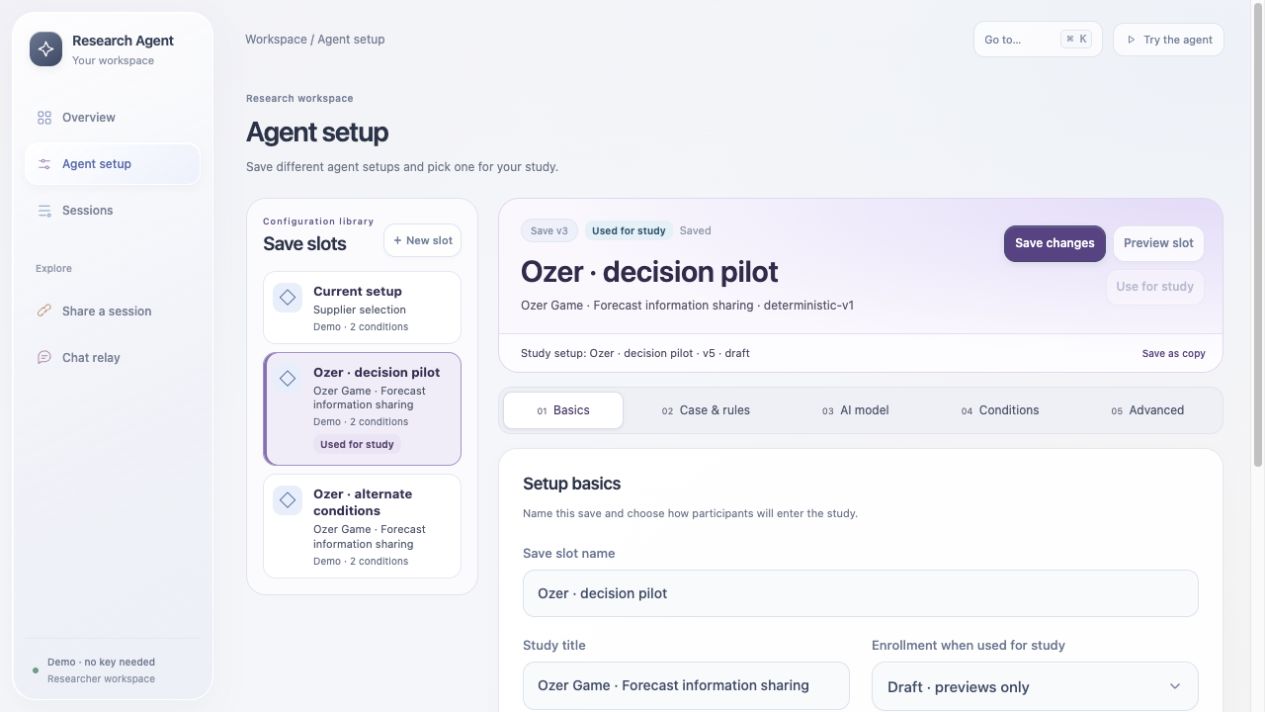 Research Agent
Your workspace
Overview
Agent setup
Sessions
Explore
Share a session
Chat relay
Demo · no key needed
Researcher workspace
Workspace / Agent setup
Go to...
⌘ K
Try the agent
Research workspace
Agent setup
Save different agent setups and pick one for your study.
Configuration library
Save slots
+ New slot
Current setup
Supplier selection
Demo · 2 conditions
Ozer · decision pilot
Ozer Game · Forecast
information sharing
Demo · 2 conditions
Used for study
Ozer · alternate
conditions
Ozer Game · Forecast
information sharing
Demo · 2 conditions
Save v3
Used for study
Saved
Save changes
Preview slot
Ozer · decision pilot
Use for study
Ozer Game · Forecast information sharing · deterministic-v1
Study setup: Ozer · decision pilot · v5 · draft
Save as copy
01 Basics
02 Case & rules
03 AI model
04 Conditions
05 Advanced
Setup basics
Name this save and choose how participants will enter the study.
Save slot name
Ozer · decision pilot
Study title
Enrollment when used for study
Ozer Game · Forecast information sharing
Draft · previews only